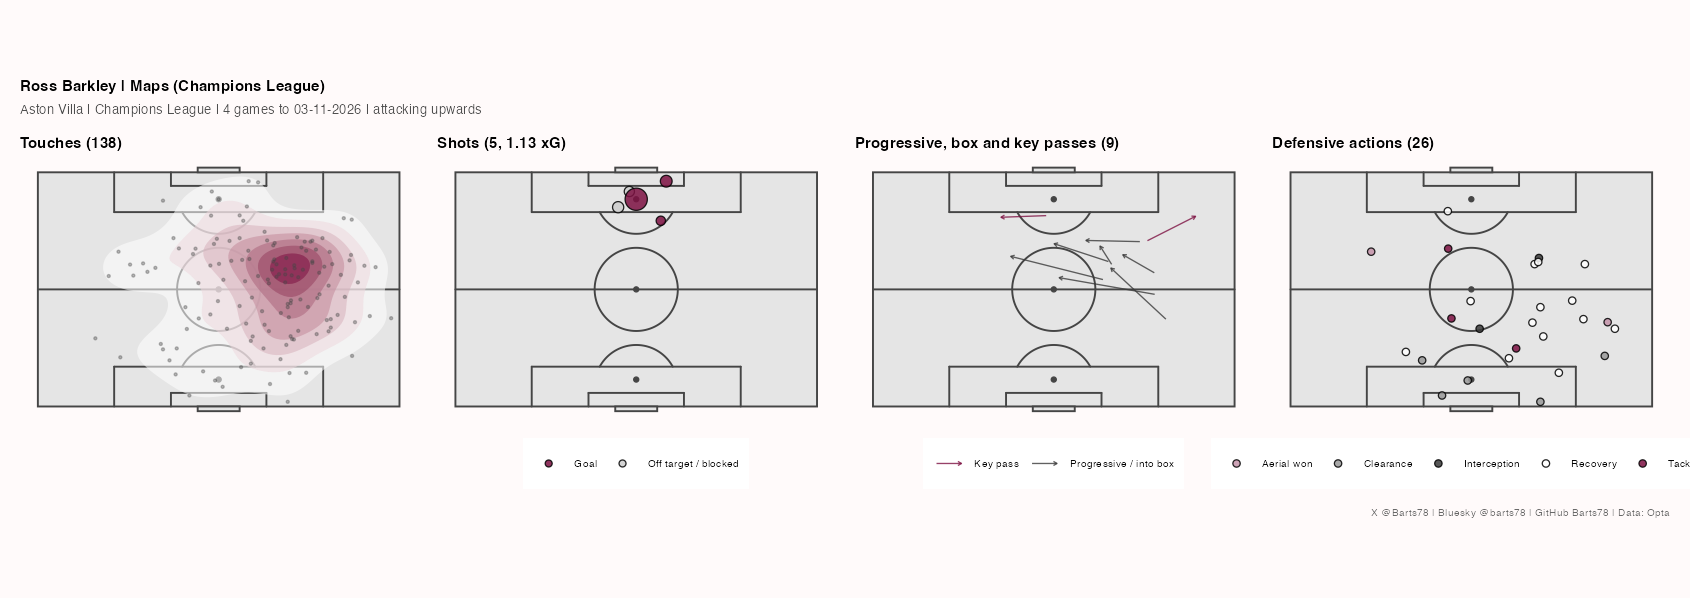 Ross Barkley | Maps (Champions League)
Aston Villa | Champions League | 4 games to 03-11-2026 | attacking upwards
Touches (138)
Shots (5, 1.13 xG)
Progressive, box and key passes (9)
Defensive actions (26)
Goal
Off target / blocked
Key pass
Progressive / into box
Aerial won
Clearance
Interception
Recovery
Tack
X @Barts78 | Bluesky @barts78 | GitHub Barts78 | Data: Opta